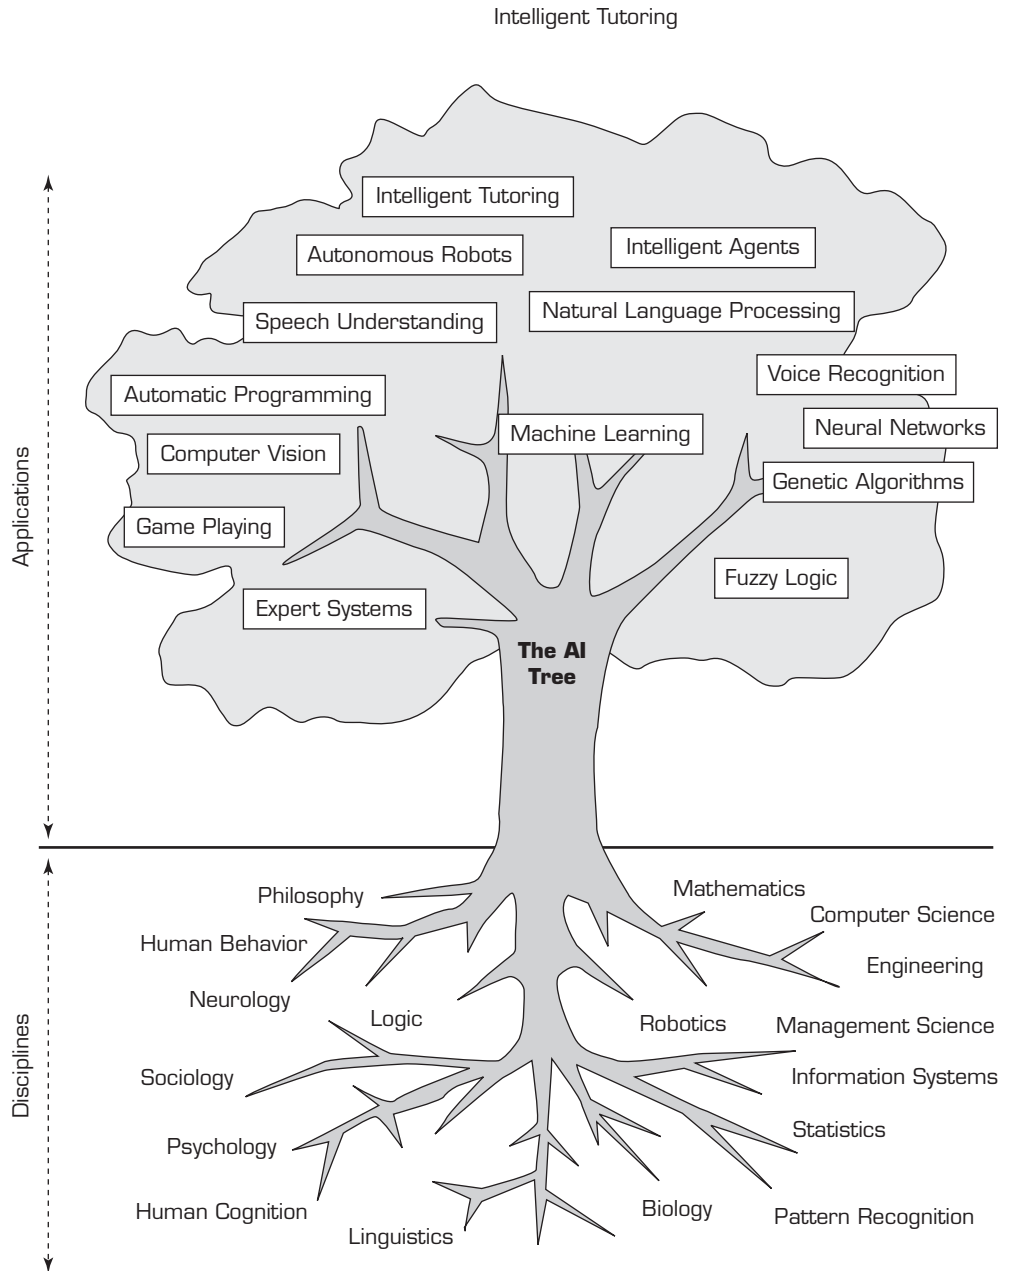 Intelligent Tutoring
Intelligent Tutoring
Autonomous Robots
Intelligent Agents
Speech Understanding
Natural Language Processing
Automatic Programming
Voice Recognition
Machine Learning
Neural Networks
Computer Vision
Genetic Algorithms
Game Playing
Fuzzy Logic
Expert Systems
Applications
The AI
Tree
Philosophy
Mathematics
Computer Science
Human Behavior
Engineering
Neurology
Logic
Robotics
Management Science
Disciplines
Sociology
Information Systems
Statistics
Psychology
Human Cognition
Biology
Pattern Recognition
Linguistics